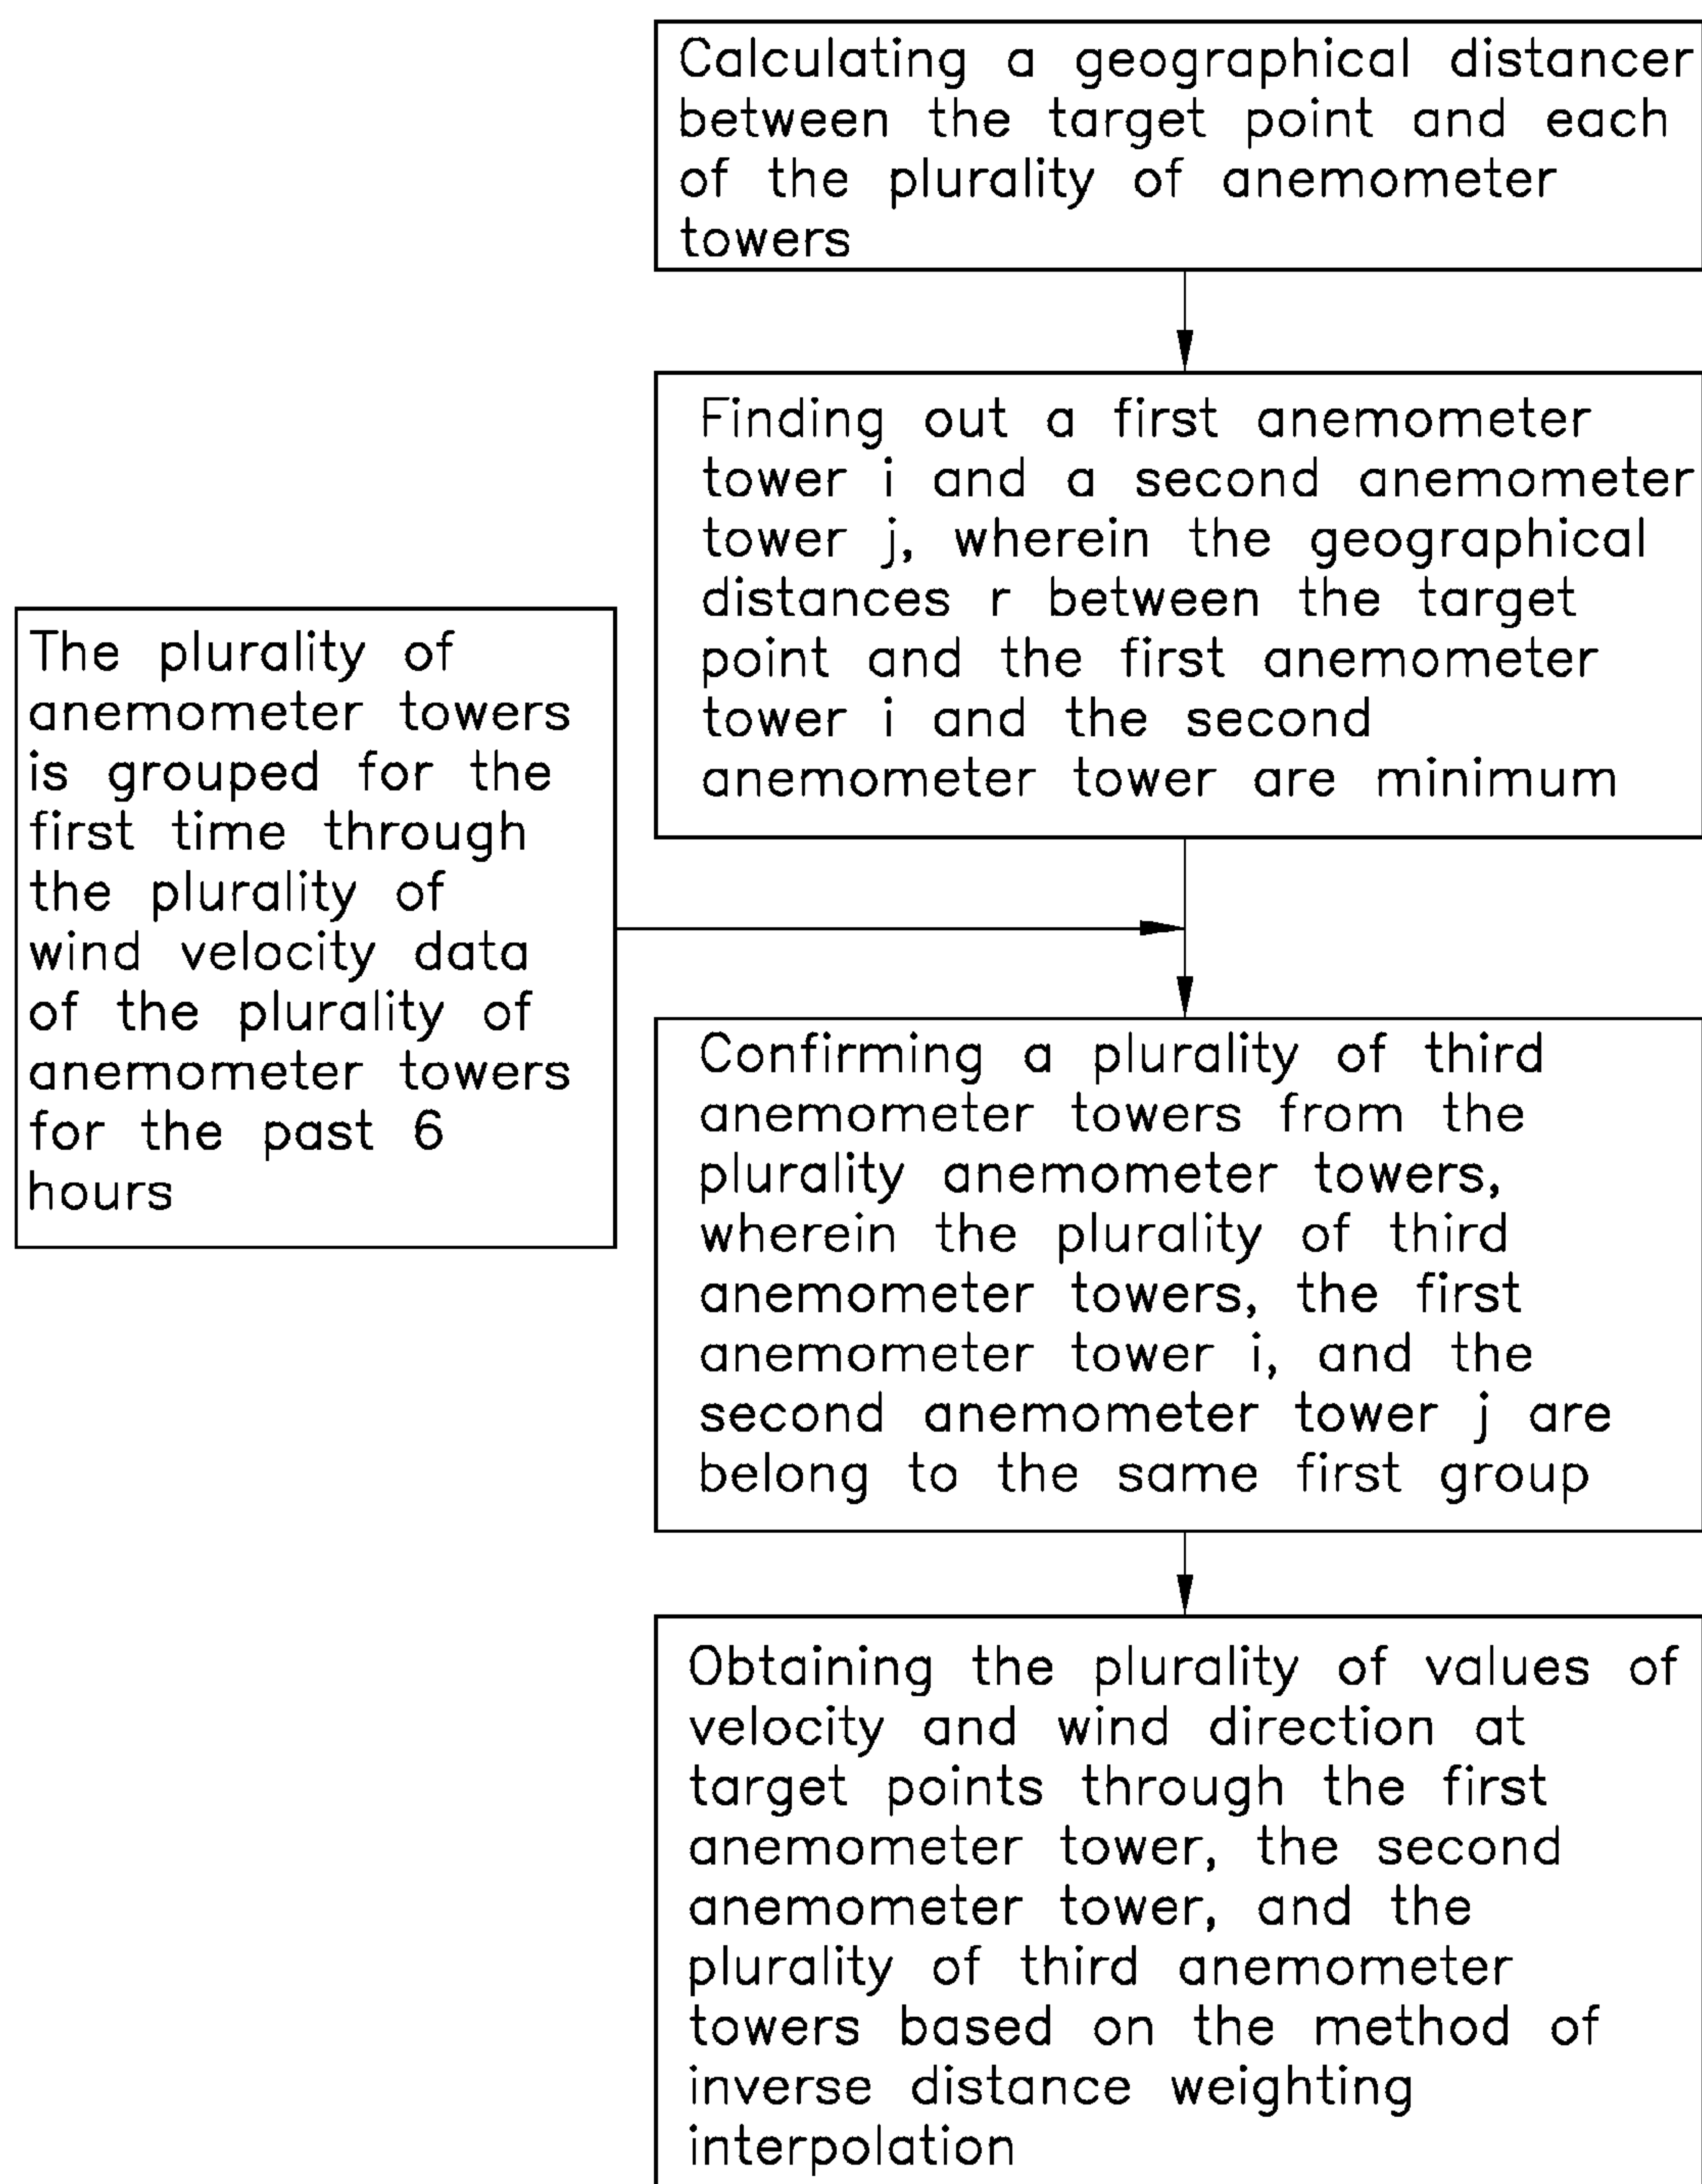 Calculating a geographical distancer
between the target point and each
of the plurality of anemometer
towers
Finding out a first anemometer
tower i and a second anemometer
tower j, wherein the geographical
distances r between the target
point and the first anemometer
tower i and the second
anemometer tower are minimum
The plurality of
anemometer towers
is grouped for the
first time through
the plurality of
wind velocity data
of the plurality of
anemometer towers
for the past 6
hours
Confirming a plurality of third
anemometer towers from the
plurality anemometer towers,
wherein the plurality of third
anemometer towers, the first
anemometer tower i, and the
second anemometer tower j are
belong to the same first group
Obtaining the plurality of values of
velocity and wind direction at
target points through the first
anemometer tower, the second
anemometer tower, and the
plurality of third anemometer
towers based on the method of
inverse distance weighting
interpolation